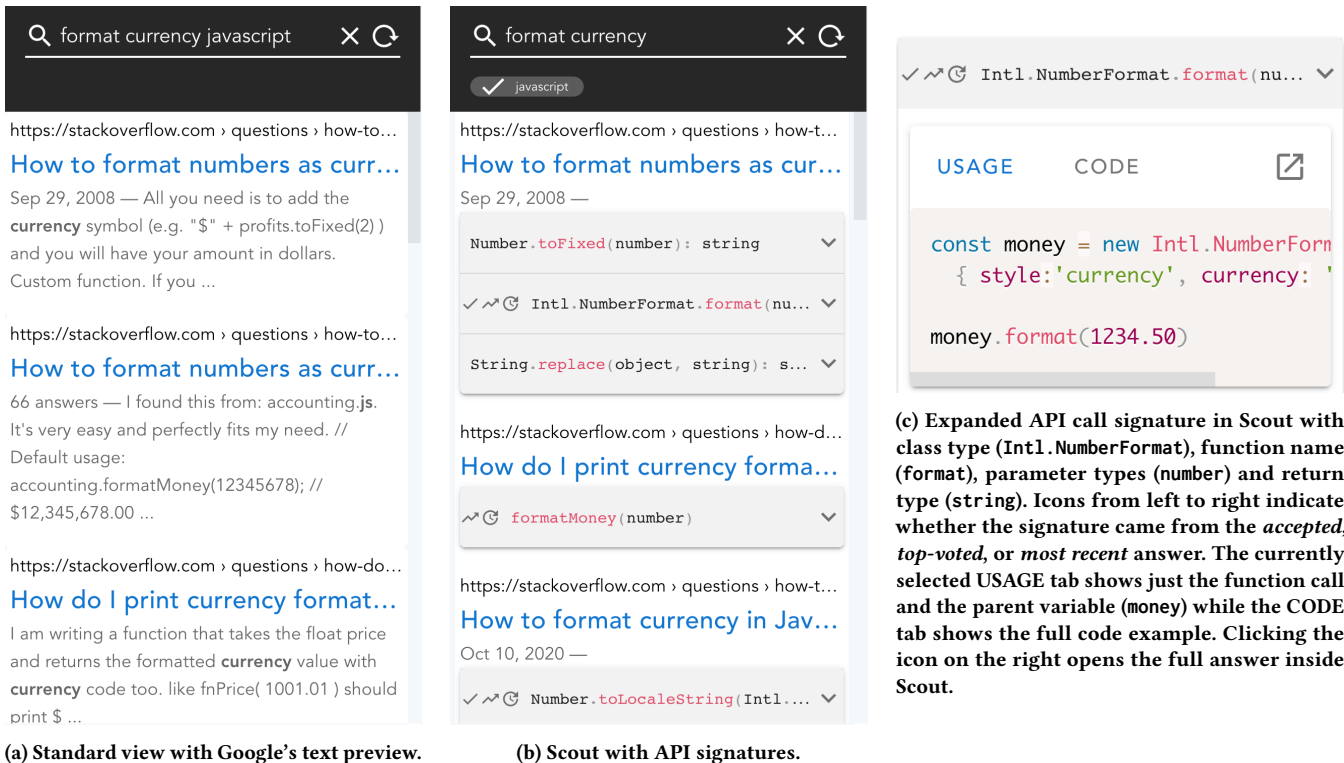 format currency javascript
https://stackoverflow.com › questions › how-to…
How to format numbers as curr…
Sep 29, 2008 — All you need is to add the
currency symbol (e.g. "$" + profits.toFixed(2) )
and you will have your amount in dollars.
Custom function. If you ...
https://stackoverflow.com › questions › how-to…
How to format numbers as curr…
66 answers — I found this from: accounting.js.
It's very easy and perfectly fits my need. //
Default usage:
accounting.formatMoney(12345678); //
$12,345,678.00 ...
https://stackoverflow.com › questions › how-do…
How do I print currency format…
I am writing a function that takes the float price
and returns the formatted currency value with
currency code too. like fnPrice( 1001.01 ) should
print $ ...
(a) Standard view with Google's text preview.
format currency
javascript
https://stackoverflow.com › questions › how-t…
How to format numbers as cur…
Sep 29, 2008 —
Number.toFixed(number): string
Intl.NumberFormat.format(nu...
String.replace(object, string): s...
https://stackoverflow.com › questions › how-d…
How do I print currency forma…
formatMoney(number)
https://stackoverflow.com › questions › how-t…
How to format currency in Jav…
Oct 10, 2020 —
Number.toLocaleString(Intl....
(b) Scout with API signatures.
Intl.NumberFormat.format(nu...
USAGE CODE
const money = new Intl.NumberForm
{ style:'currency', currency: '
money.format(1234.50)
(c) Expanded API call signature in Scout with
class type (Intl.NumberFormat), function name
(format), parameter types (number) and return
type (string). Icons from left to right indicate
whether the signature came from the accepted,
top-voted, or most recent answer. The currently
selected USAGE tab shows just the function call
and the parent variable (money) while the CODE
tab shows the full code example. Clicking the
icon on the right opens the full answer inside
Scout.